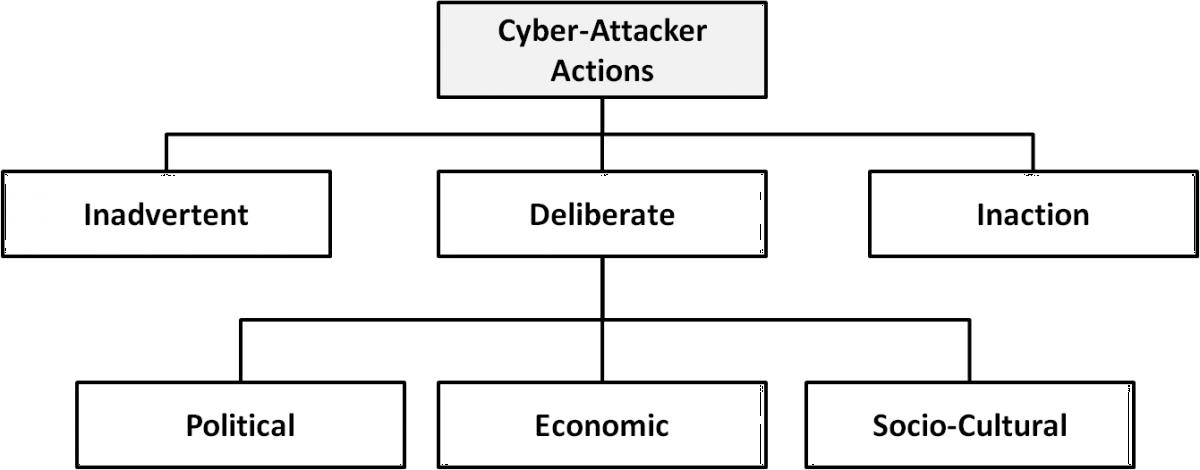 Cyber-Attacker
Actions
Inadvertent
Deliberate
Inaction
Political
Economic
Socio-Cultural